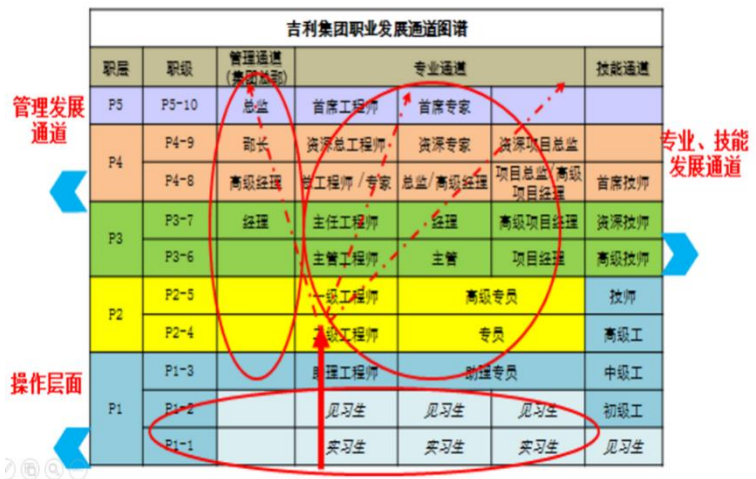 吉利集团职业发展通道图谱
职层 职级 管理通道 专业通道 技能通道
(集团总部)
P5 P5-10 总监 首席工程师 首席专家
P4 P4-9 部长 资深总工程师 资深专家 资深项目总监
P4-8 高级经理 总工程师/专家 总监/高级经理 项目总监/高级 首席技师
项目经理
P3 P3-7 经理 主任工程师 经理 高级项目经理 资深技师
P3-6 主管工程师 主管 项目经理 高级技师
P2 P2-5 一级工程师 高级专员 技师
P2-4 二级工程师 专员 高级工
P1 P1-3 助理工程师 助理专员 中级工
P1-2 见习生 见习生 见习生 初级工
P1-1 实习生 实习生 实习生 见习生
管理发展
通道
专业、技能
发展通道
操作层面